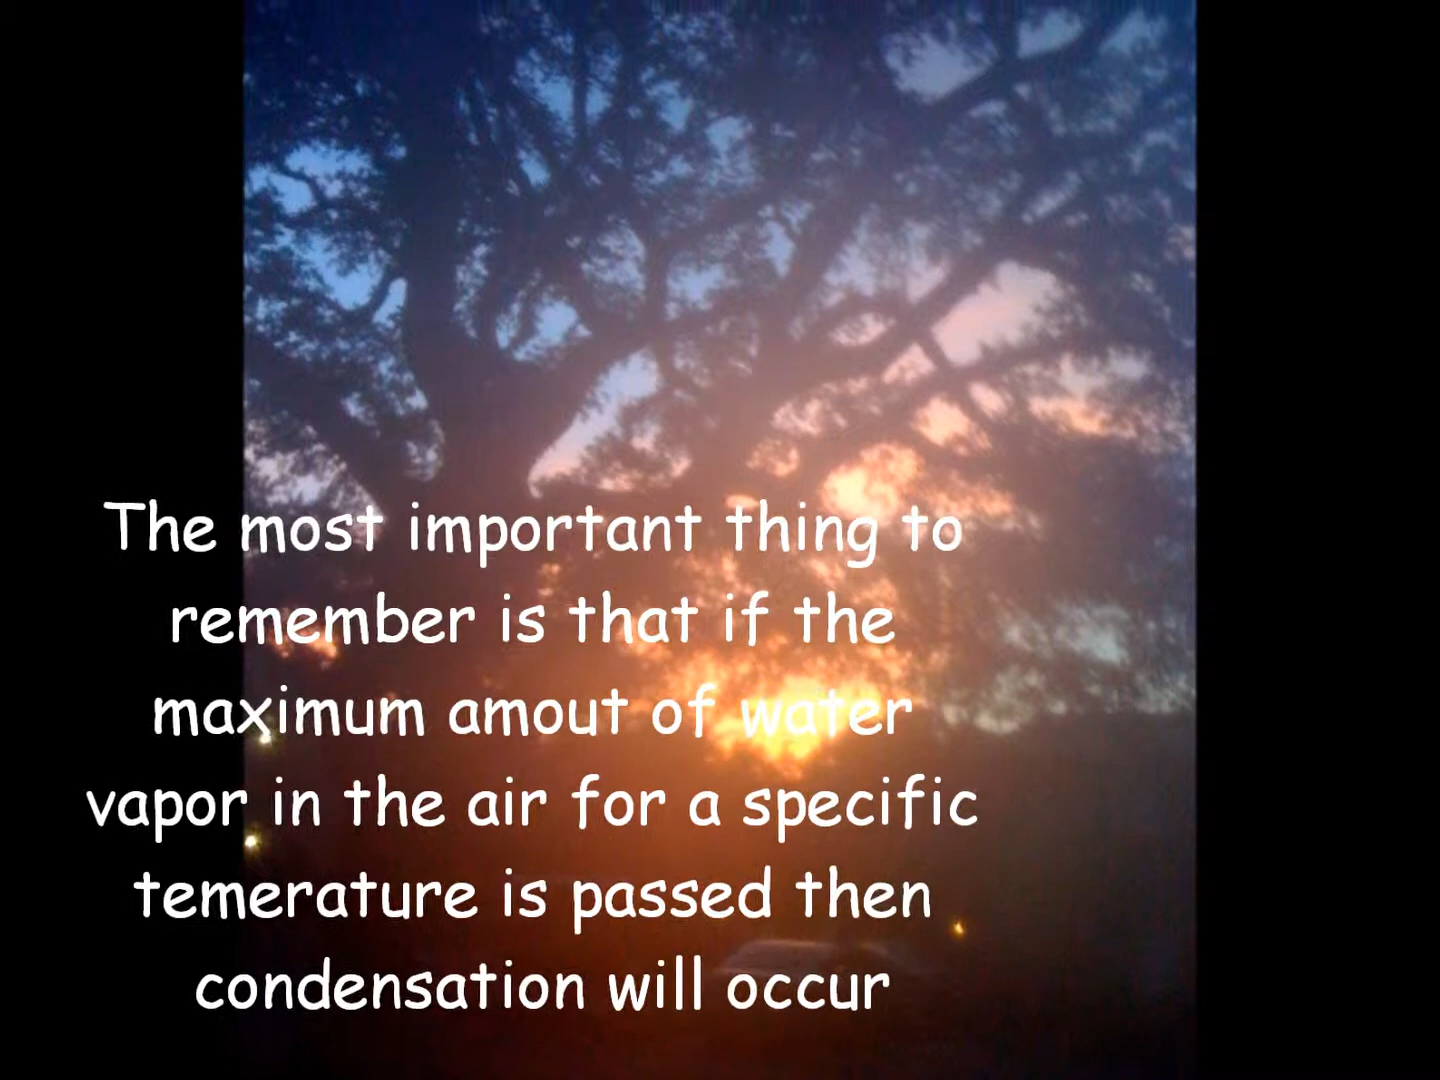 The most important thing to
remember is that if the
maximum amout of water
vapor in the air for a specific
temerature is passed then
condensation will occur